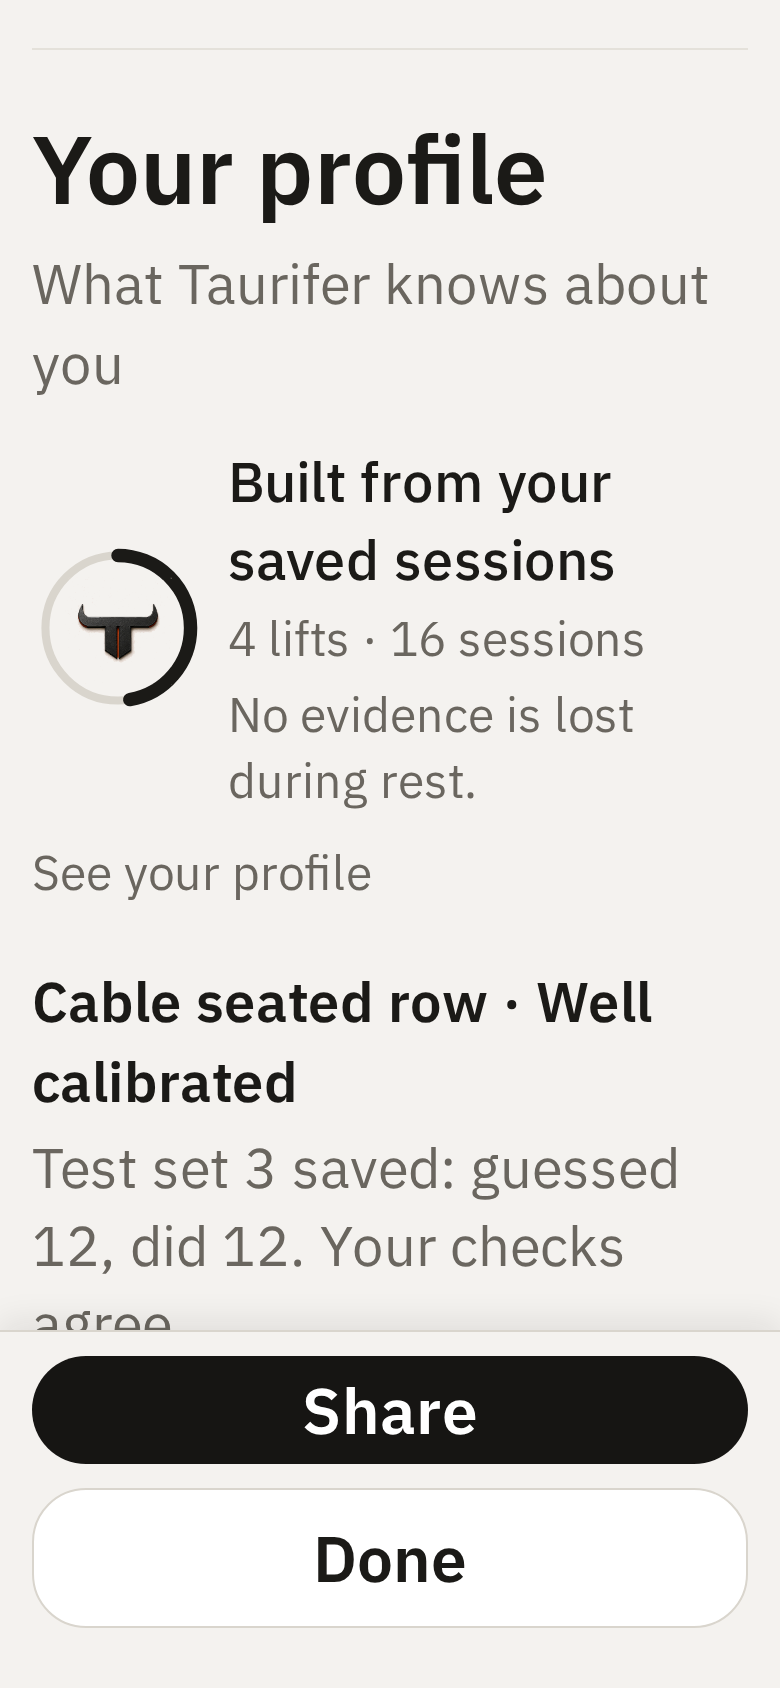 Your profile
What Taurifer knows about
you
Built from your
saved sessions
4 lifts · 16 sessions
No evidence is lost
during rest.
See your profile
Cable seated row · Well
calibrated
Test set 3 saved: guessed
12, did 12. Your checks
agree
Share
Done